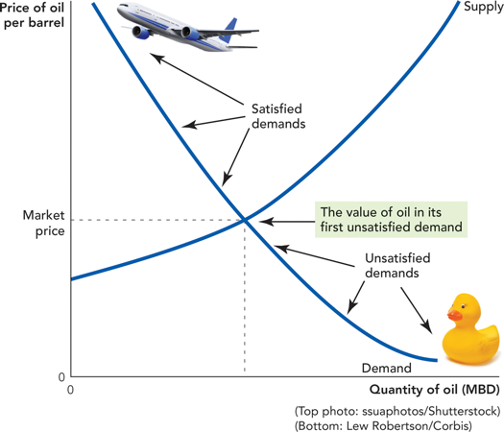 Price of oil
per barrel
Supply
Satisfied
demands
Market
price
The value of oil in its
first unsatisfied demand
Unsatisfied
demands
Demand
0
0
Quantity of oil (MBD)
(Top photo: ssuaphotos/Shutterstock)
(Bottom: Lew Robertson/Corbis)